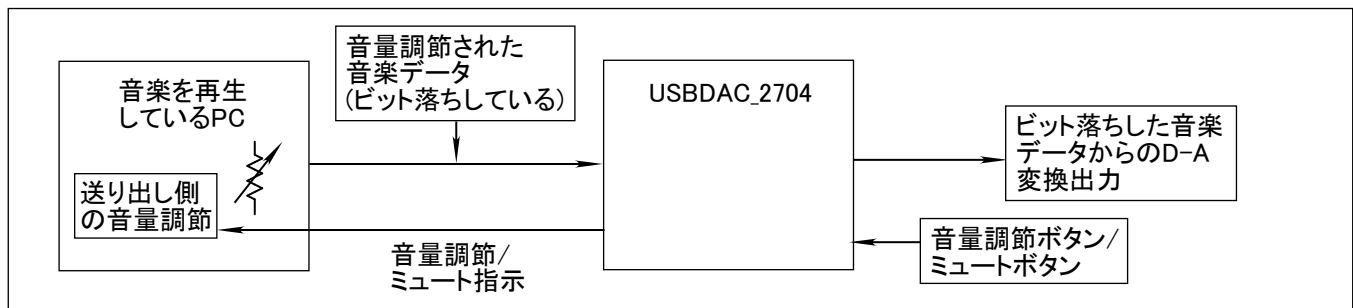 音楽を再生
しているPC
送り出し側
の音量調節
音量調節された
音楽データ
(ビット落ちしている)
音量調節/
ミュート指示
USBDAC_2704
ビット落ちした音楽
データからのD-A
変換出力
音量調節ボタン/
ミュートボタン